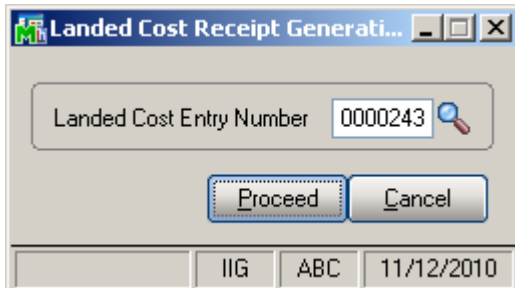 Landed Cost Receipt Generati...
Landed Cost Entry Number 0000243
Proceed Cancel
IIG ABC 11/12/2010